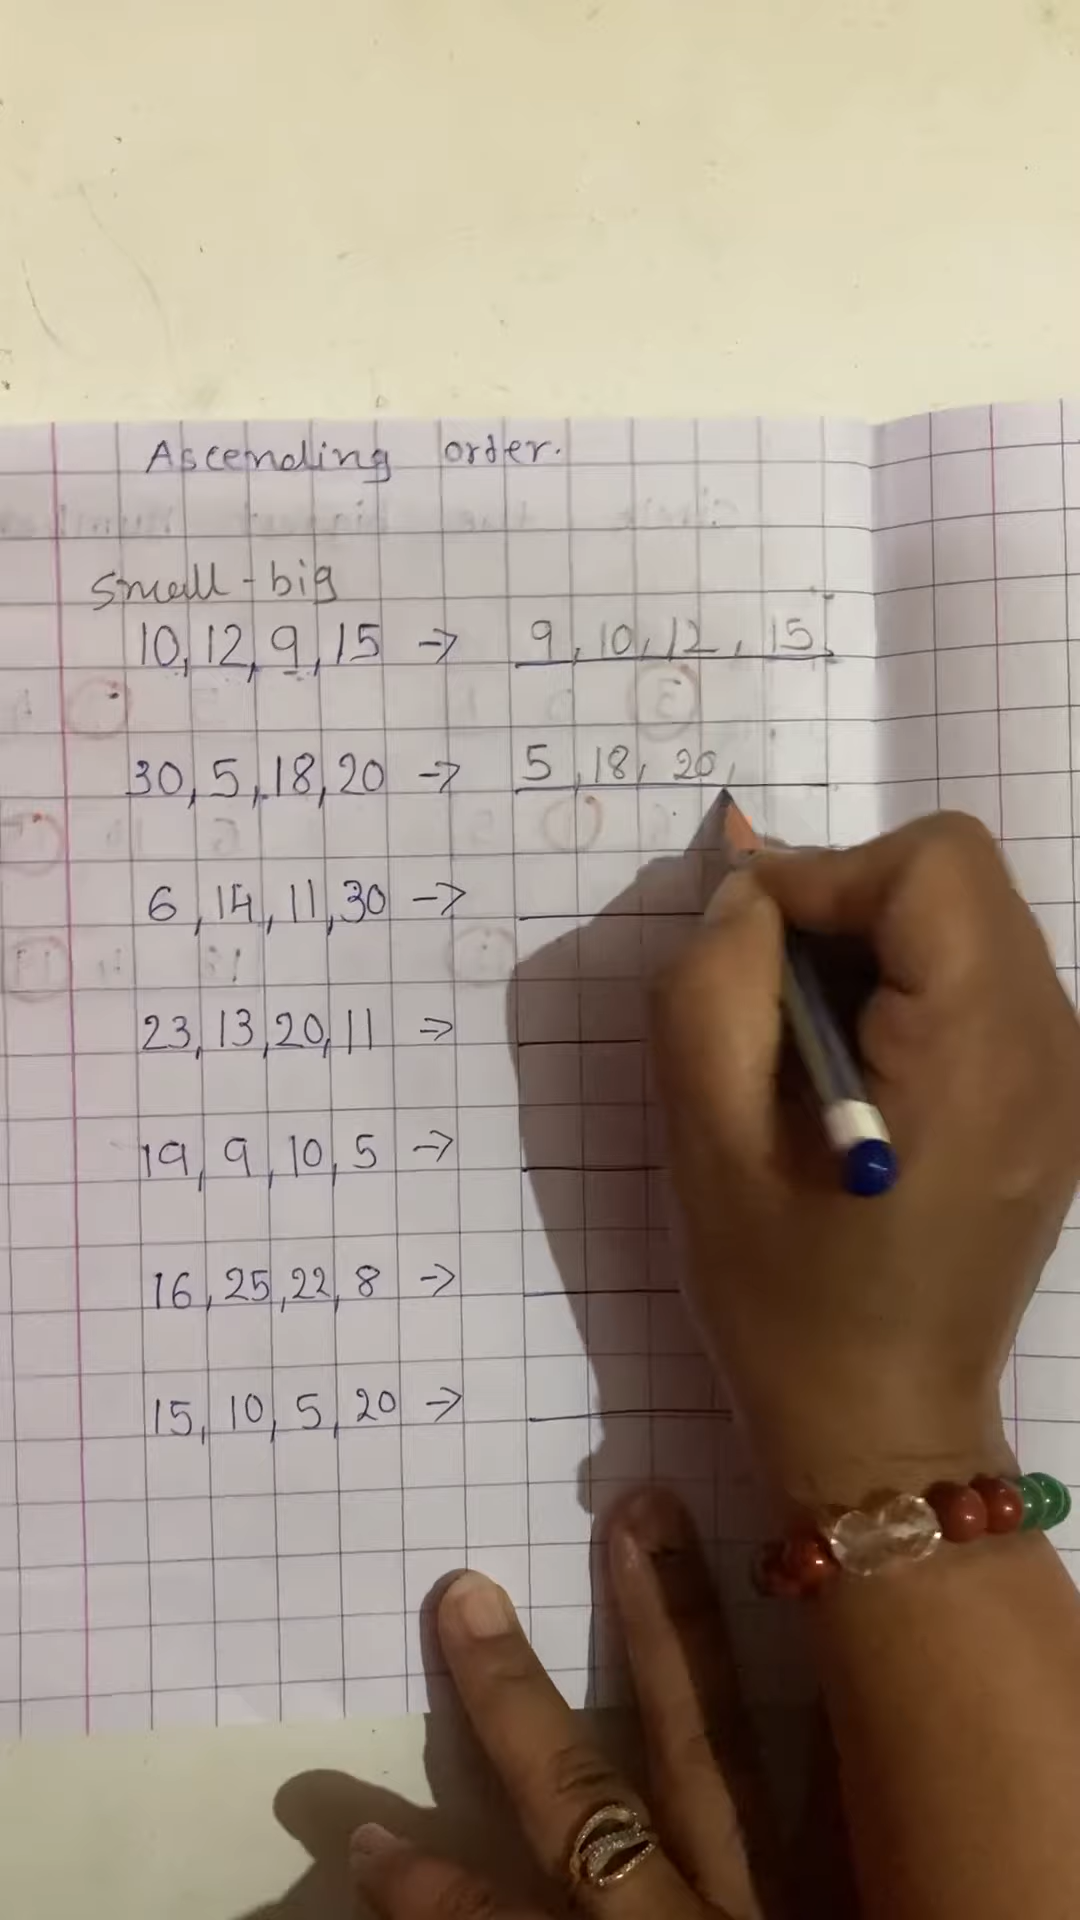 Ascending order.
Small-big
10, 12, 9, 15 → 9, 10, 12, 15.
30, 5, 18, 20 → 5, 18, 20,
6, 14, 11, 30 →
23, 13, 20, 11 →
19, 9, 10, 5 →
16, 25, 22, 8 →
15, 10, 5, 20 →